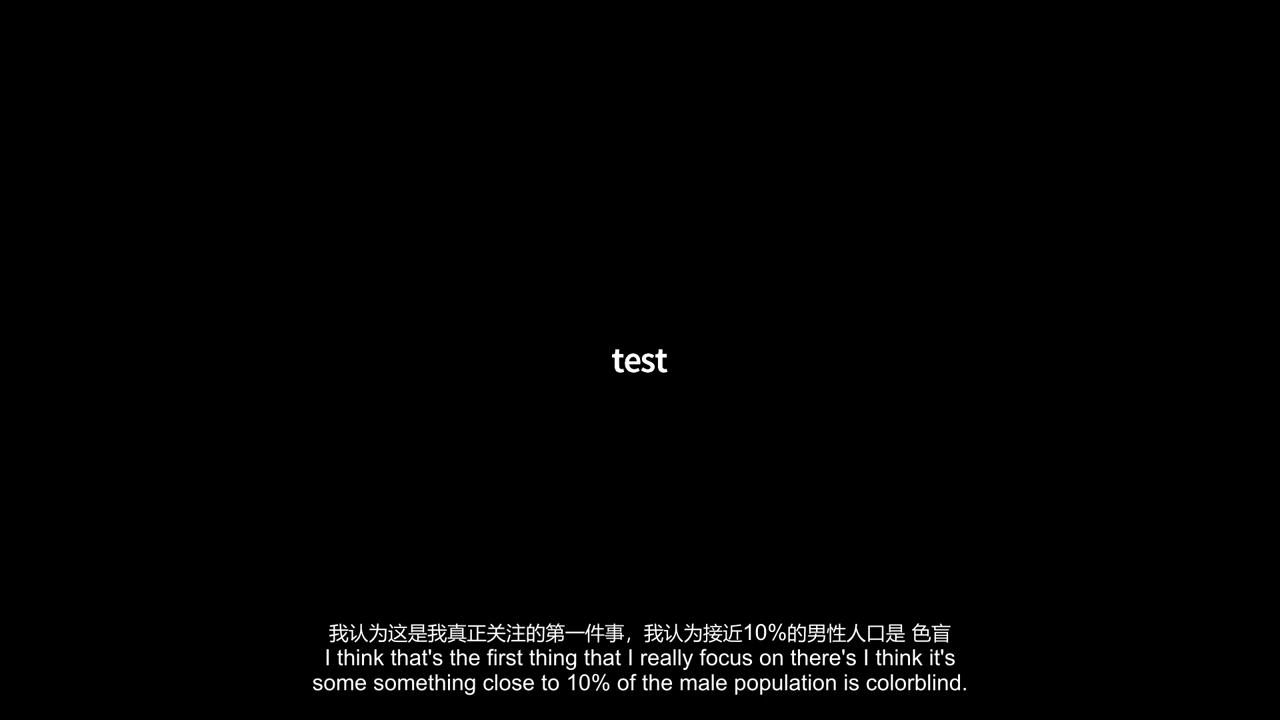 test
我认为这是我真正关注的第一件事，我认为接近10%的男性人口是 色盲
I think that's the first thing that I really focus on there's I think it's
some something close to 10% of the male population is colorblind.